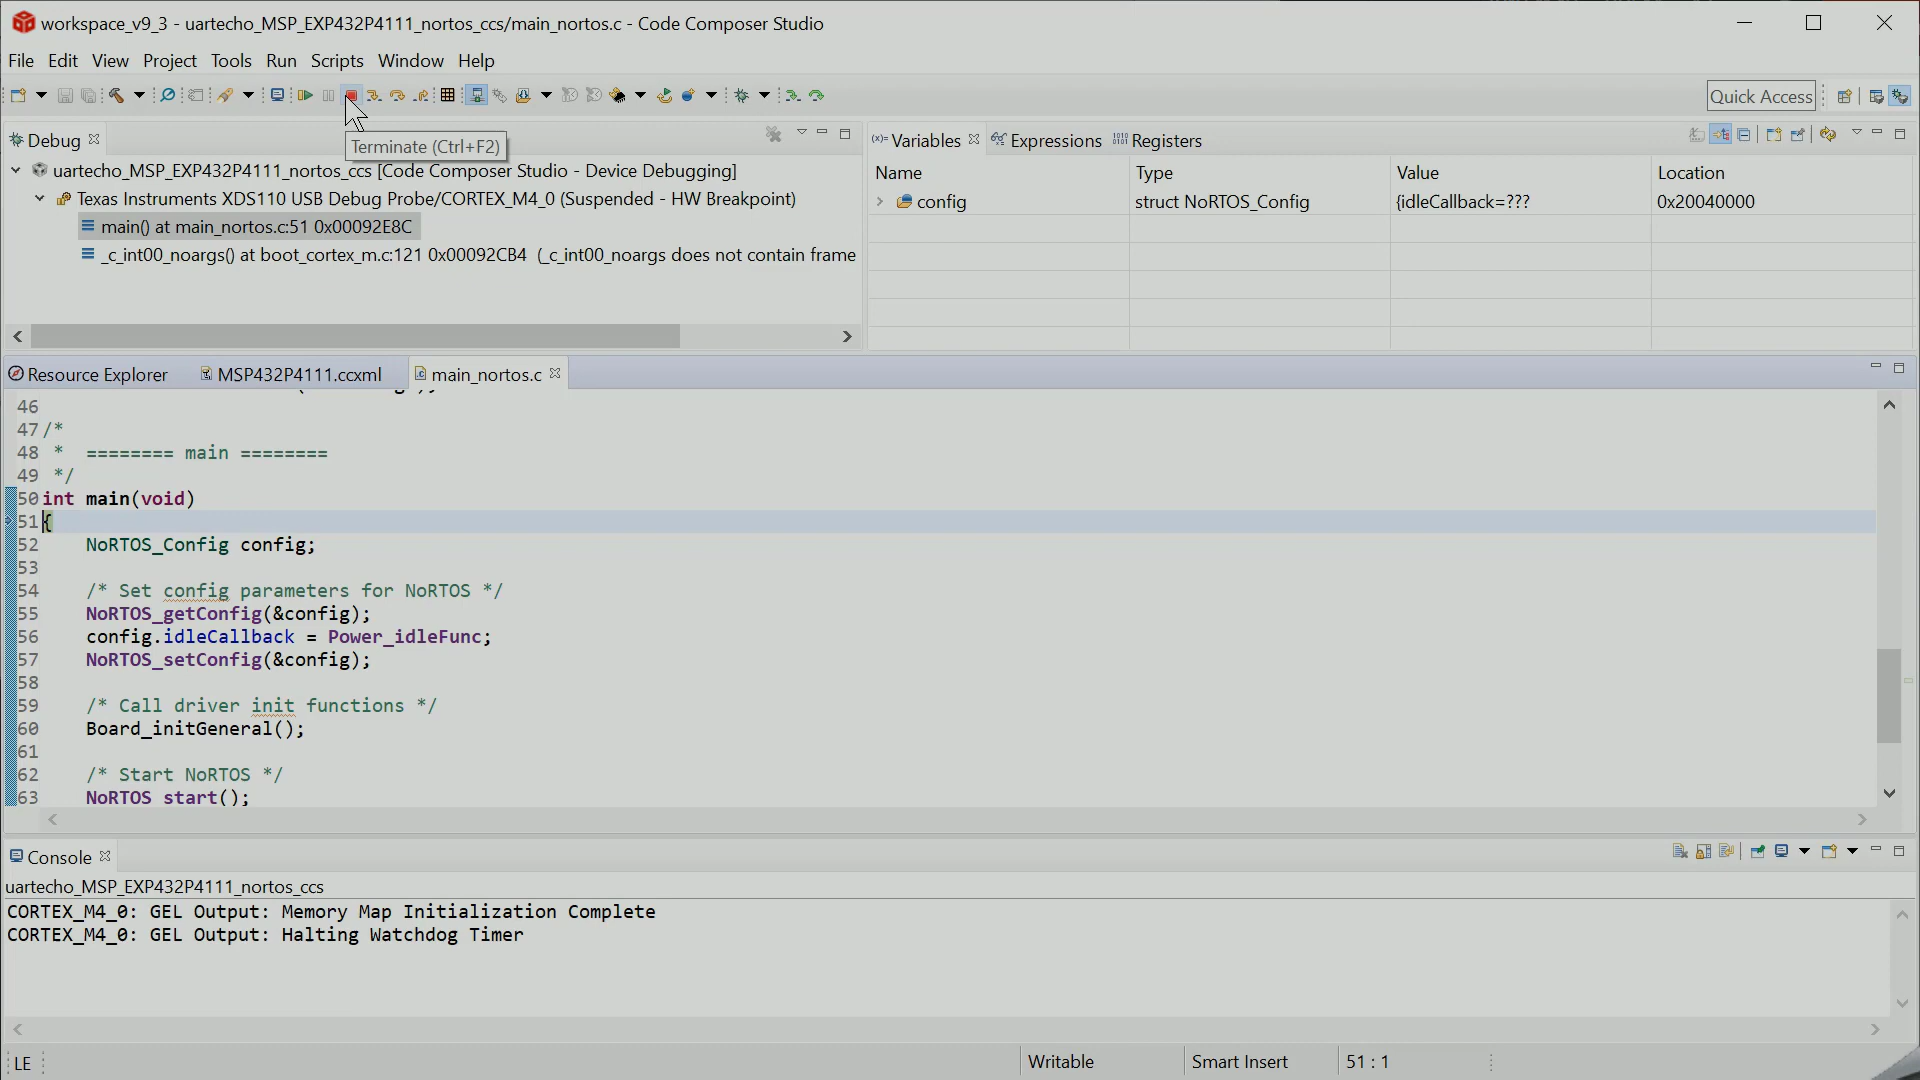 workspace_v9_3 - uartecho_MSP_EXP432P4111_nortos_ccs/main_nortos.c - Code Composer Studio
File Edit View Project Tools Run Scripts Window Help
Quick Access
Debug
Terminate (Ctrl+F2)
uartecho_MSP_EXP432P4111_nortos_ccs [Code Composer Studio - Device Debugging]
Texas Instruments XDS110 USB Debug Probe/CORTEX_M4_0 (Suspended - HW Breakpoint)
main() at main_nortos.c:51 0x00092E8C
_c_int00_noargs() at boot_cortex_m.c:121 0x00092CB4 (_c_int00_noargs does not contain frame
Variables Expressions Registers
Name Type Value Location
config struct NoRTOS_Config {idleCallback=??? 0x20040000
Resource Explorer MSP432P4111.ccxml main_nortos.c
46
47 /*
48 * ======== main ========
49 */
50 int main(void)
51 {
52 NoRTOS_Config config;
53
54 /* Set config parameters for NoRTOS */
55 NoRTOS_getConfig(&config);
56 config.idleCallback = Power_idleFunc;
57 NoRTOS_setConfig(&config);
58
59 /* Call driver init functions */
60 Board_initGeneral();
61
62 /* Start NoRTOS */
63 NoRTOS_start();
Console
uartecho_MSP_EXP432P4111_nortos_ccs
CORTEX_M4_0: GEL Output: Memory Map Initialization Complete
CORTEX_M4_0: GEL Output: Halting Watchdog Timer
LE Writable Smart Insert 51 : 1